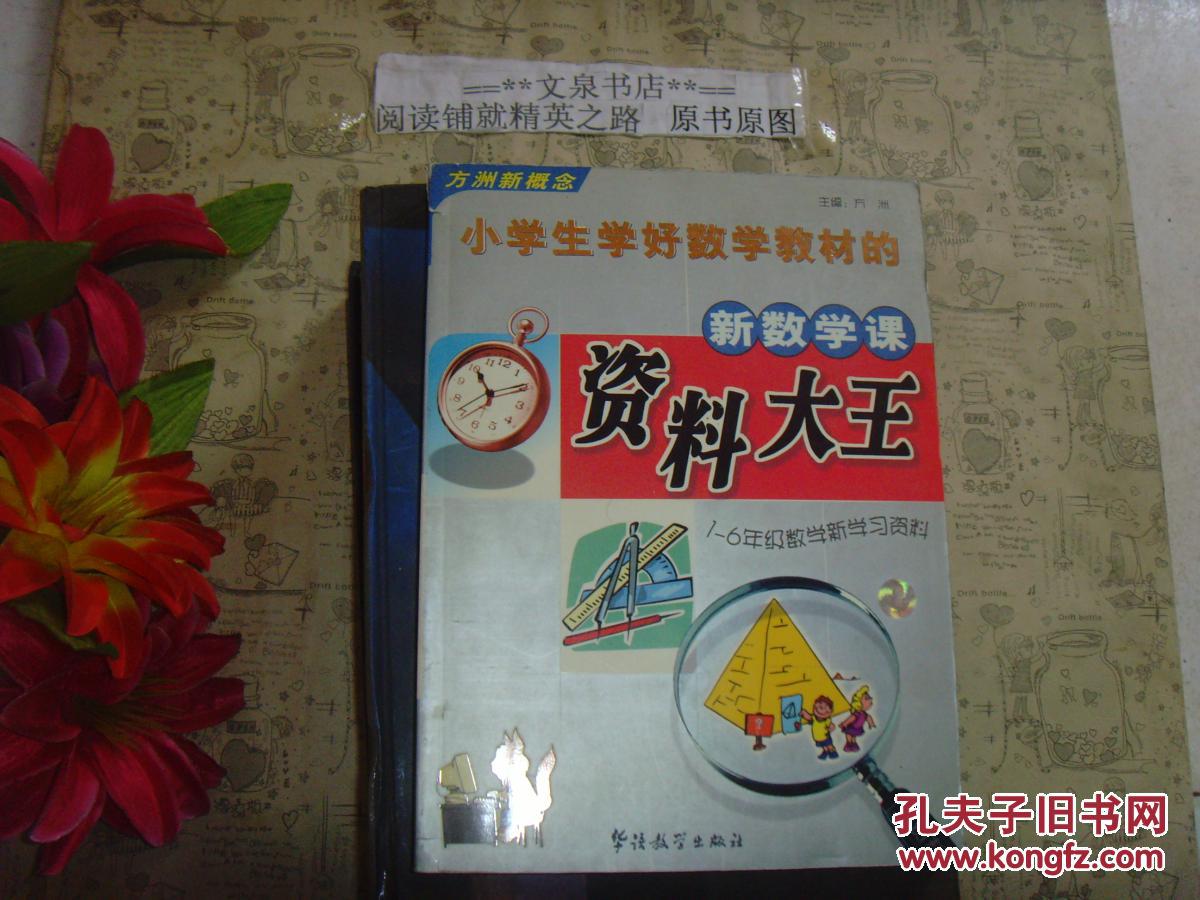 ==**文泉书店**==
阅读铺就精英之路 原书原图
方洲新概念
主编：方洲
小学生学好数学教材的
新数学课
资料大王
1-6年级数学新学习资料
华语教学出版社
孔夫子旧书网
www.kongfz.com
Drift bottle